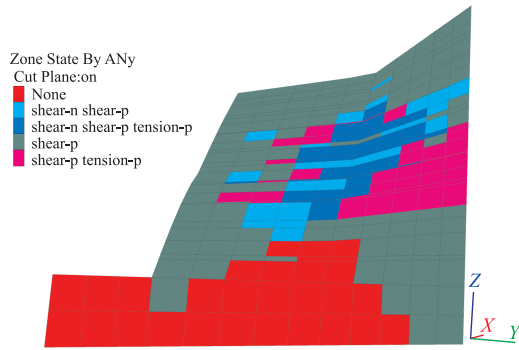 Zone State By ANy
Cut Plane:on
None
shear-n shear-p
shear-n shear-p tension-p
shear-p
shear-p tension-p
Z
X
Y